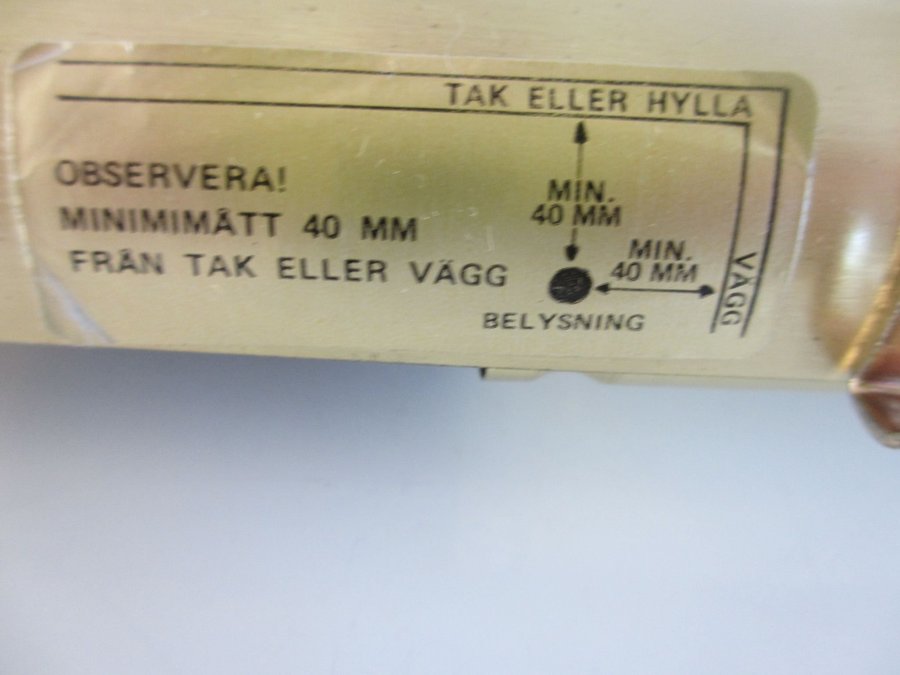 TAK ELLER HYLLA
OBSERVERA!
MINIMIMÅTT 40 MM
FRÅN TAK ELLER VÄGG
MIN.
40 MM
MIN.
40 MM
VÄGG
BELYSNING